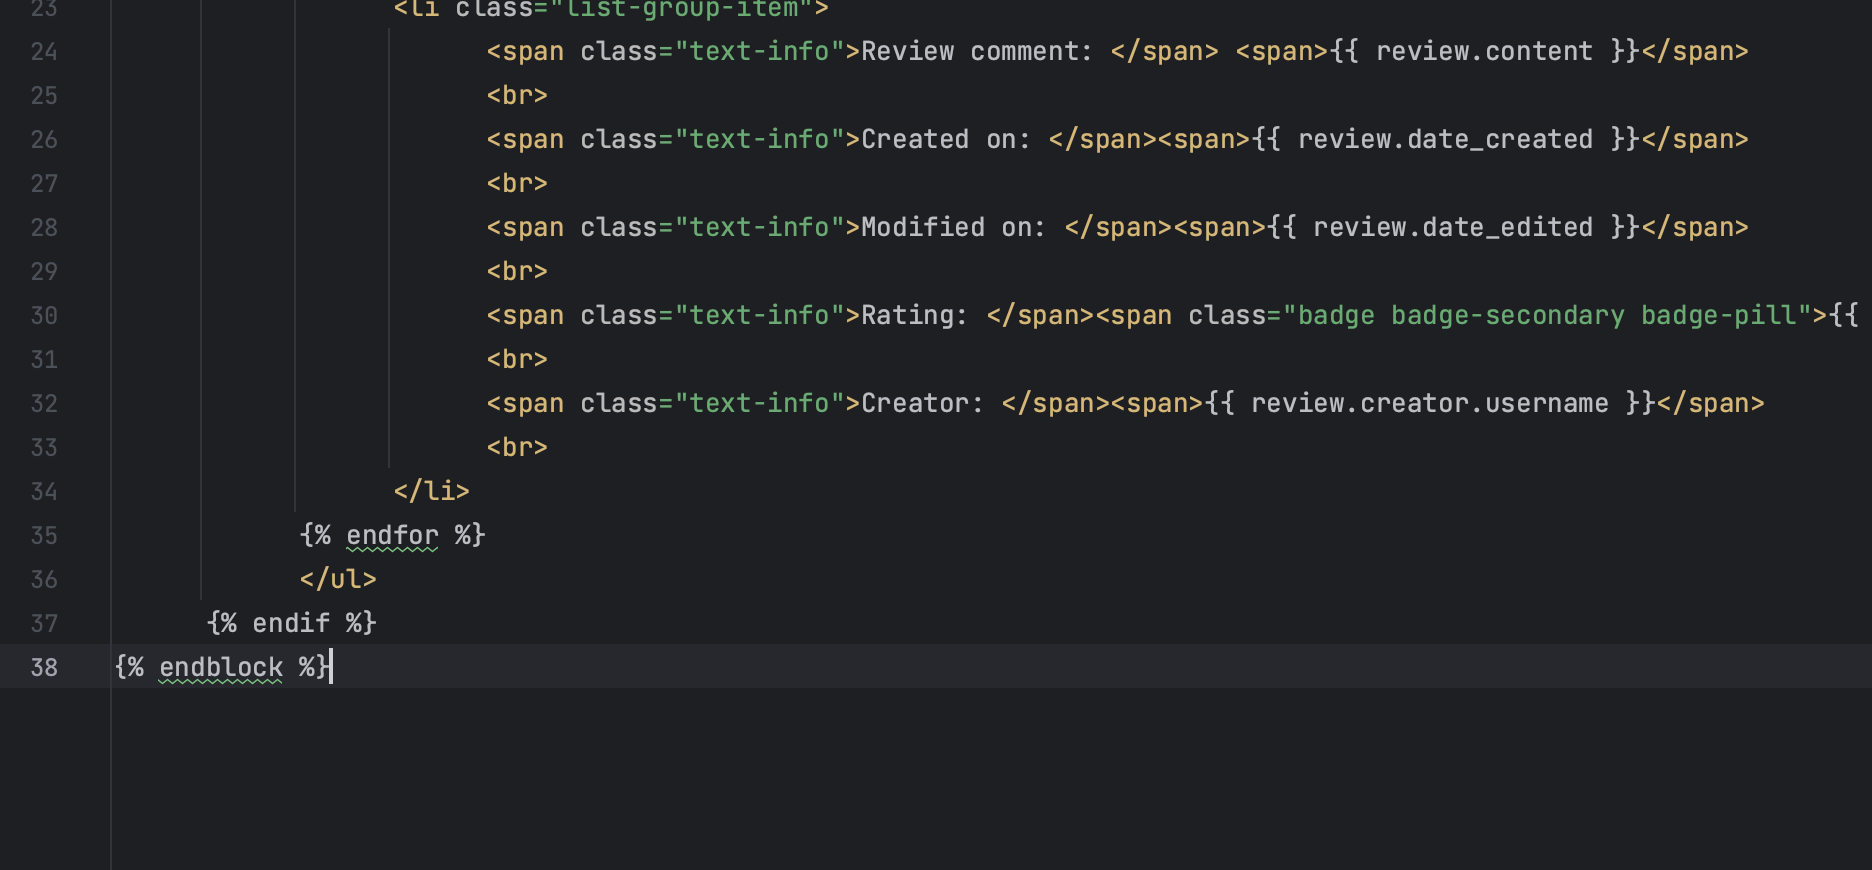 23 <li class="list-group-item">
24 <span class="text-info">Review comment: </span> <span>{{ review.content }}</span>
25 <br>
26 <span class="text-info">Created on: </span><span>{{ review.date_created }}</span>
27 <br>
28 <span class="text-info">Modified on: </span><span>{{ review.date_edited }}</span>
29 <br>
30 <span class="text-info">Rating: </span><span class="badge badge-secondary badge-pill">{{
31 <br>
32 <span class="text-info">Creator: </span><span>{{ review.creator.username }}</span>
33 <br>
34 </li>
35 {% endfor %}
36 </ul>
37 {% endif %}
38 {% endblock %}